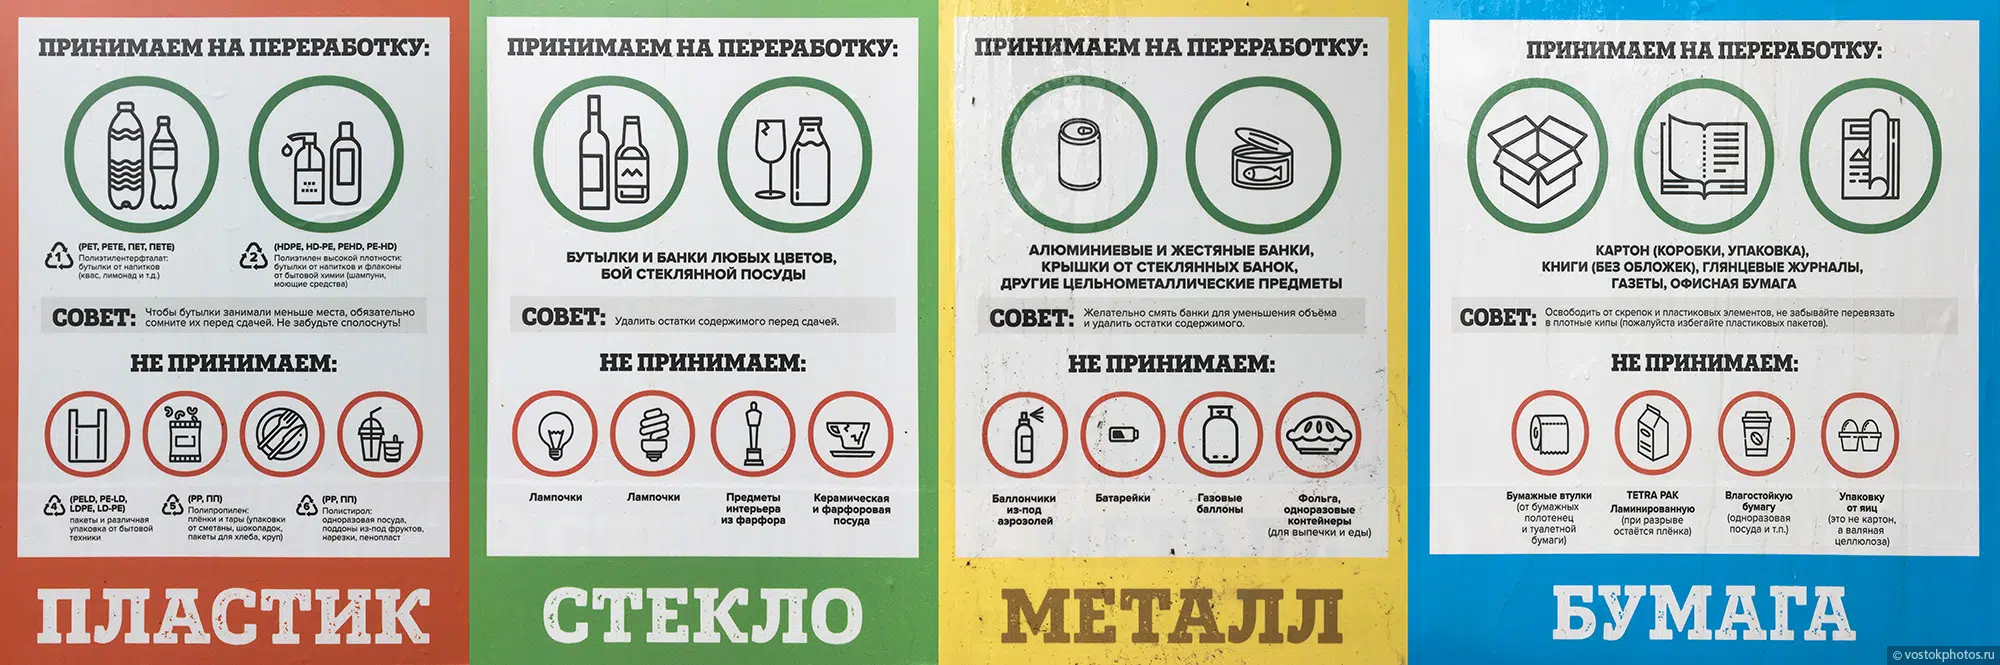 ПРИНИМАЕМ НА ПЕРЕРАБОТКУ:
1
(PET, PETE, ПЕТ, ПЕТЕ)
Полиэтилентерфталат:
бутылки от напитков
(квас, лимонад и т.д.)
2
(HDPE, HD-PE, PEHD, PE-HD)
Полиэтилен высокой плотности:
бутылки от напитков и флаконы
от бытовой химии (шампуни,
моющие средства)
СОВЕТ:
Чтобы бутылки занимали меньше места, обязательно
сомните их перед сдачей. Не забудьте сполоснуть!
НЕ ПРИНИМАЕМ:
4
(PELD, PE-LD,
LDPE, LD-PE)
пакеты и различная
упаковка от бытовой
техники
5
(PP, ПП)
Полипропилен:
плёнки и тары (упаковки
от сметаны, шоколадок,
пакеты для хлеба, круп)
6
(PP, ПП)
Полистирол:
одноразовая посуда,
поддоны из-под фруктов,
нарезки, пенопласт
ПЛАСТИК
ПРИНИМАЕМ НА ПЕРЕРАБОТКУ:
БУТЫЛКИ И БАНКИ ЛЮБЫХ ЦВЕТОВ,
БОЙ СТЕКЛЯННОЙ ПОСУДЫ
СОВЕТ:
Удалить остатки содержимого перед сдачей.
НЕ ПРИНИМАЕМ:
Лампочки
Лампочки
Предметы
интерьера
из фарфора
Керамическая
и фарфоровая
посуда
СТЕКЛО
ПРИНИМАЕМ НА ПЕРЕРАБОТКУ:
АЛЮМИНИЕВЫЕ И ЖЕСТЯНЫЕ БАНКИ,
КРЫШКИ ОТ СТЕКЛЯННЫХ БАНОК,
ДРУГИЕ ЦЕЛЬНОМЕТАЛЛИЧЕСКИЕ ПРЕДМЕТЫ
СОВЕТ:
Желательно смять банки для уменьшения объёма
и удалить остатки содержимого.
НЕ ПРИНИМАЕМ:
Баллончики
из-под
аэрозолей
Батарейки
Газовые
баллоны
Фольга,
одноразовые
контейнеры
(для выпечки и еды)
МЕТАЛЛ
ПРИНИМАЕМ НА ПЕРЕРАБОТКУ:
КАРТОН (КОРОБКИ, УПАКОВКА),
КНИГИ (БЕЗ ОБЛОЖЕК), ГЛЯНЦЕВЫЕ ЖУРНАЛЫ,
ГАЗЕТЫ, ОФИСНАЯ БУМАГА
СОВЕТ:
Освободить от скрепок и пластиковых элементов, не забывайте перевязать
в плотные кипы (пожалуйста избегайте пластиковых пакетов).
НЕ ПРИНИМАЕМ:
Бумажные втулки
(от бумажных
полотенец
и туалетной
бумаги)
TETRA PAK
Ламинированную
(при разрыве
остаётся плёнка)
Влагостойкую
бумагу
(одноразовая
посуда и т.п.)
Упаковку
от яиц
(это не картон,
а валяная
целлюлоза)
БУМАГА
© vostokphotos.ru